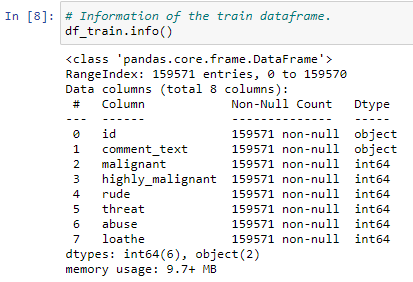 In [8]: # Information of the train dataframe.
df_train.info()
<class 'pandas.core.frame.DataFrame'>
RangeIndex: 159571 entries, 0 to 159570
Data columns (total 8 columns):
 #   Column            Non-Null Count   Dtype
---  ------            --------------   -----
 0   id                159571 non-null  object
 1   comment_text      159571 non-null  object
 2   malignant         159571 non-null  int64
 3   highly_malignant  159571 non-null  int64
 4   rude              159571 non-null  int64
 5   threat            159571 non-null  int64
 6   abuse             159571 non-null  int64
 7   loathe            159571 non-null  int64
dtypes: int64(6), object(2)
memory usage: 9.7+ MB